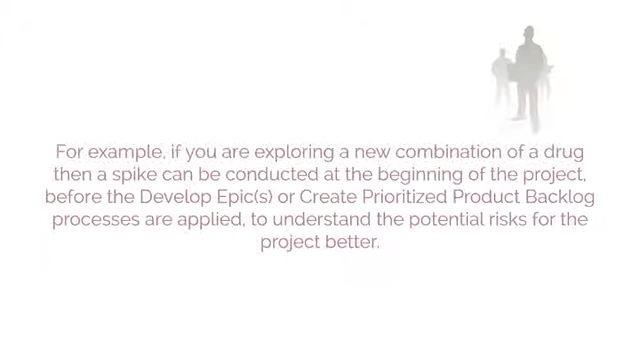 For example, if you are exploring a new combination of a drug
then a spike can be conducted at the beginning of the project,
before the Develop Epic(s) or Create Prioritized Product Backlog
processes are applied, to understand the potential risks for the
project better.